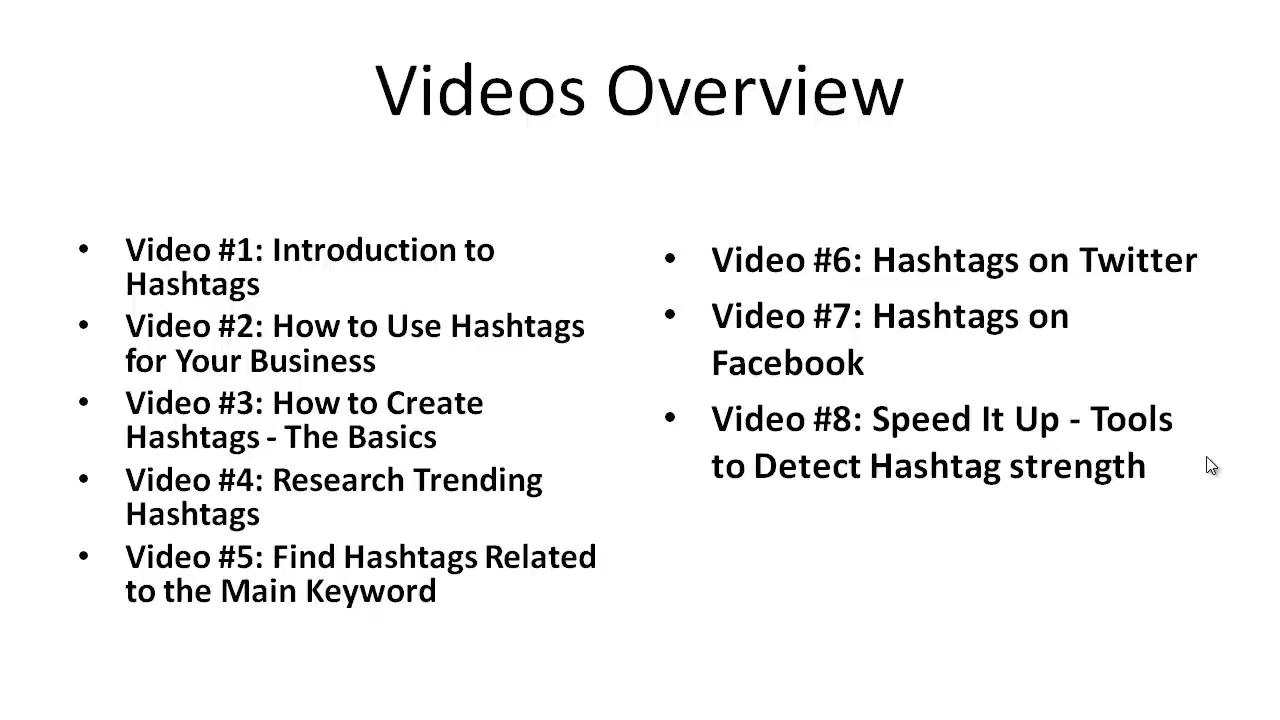 Videos Overview
• Video #1: Introduction to
Hashtags
• Video #2: How to Use Hashtags
for Your Business
• Video #3: How to Create
Hashtags - The Basics
• Video #4: Research Trending
Hashtags
• Video #5: Find Hashtags Related
to the Main Keyword
• Video #6: Hashtags on Twitter
• Video #7: Hashtags on
Facebook
• Video #8: Speed It Up - Tools
to Detect Hashtag strength